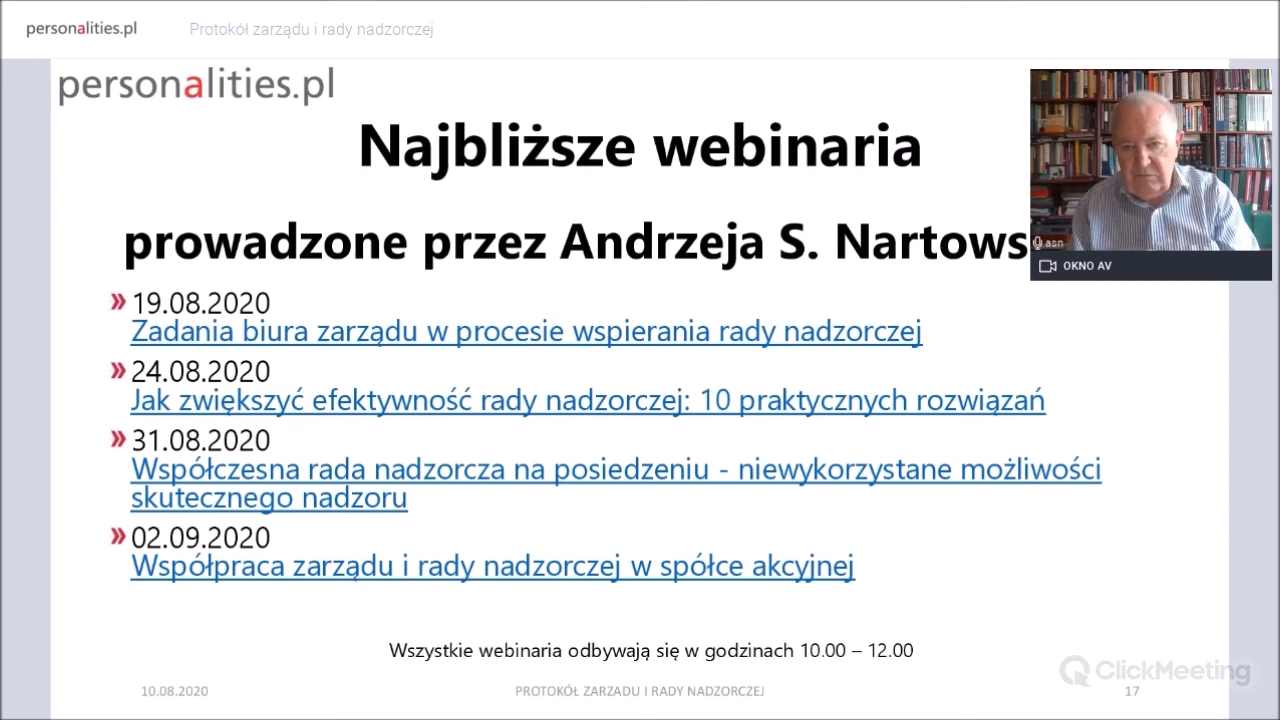 personalities.pl
Protokół zarządu i rady nadzorczej
personalities.pl
Najbliższe webinaria
prowadzone przez Andrzeja S. Nartows
asn
OKNO AV
19.08.2020
Zadania biura zarządu w procesie wspierania rady nadzorczej
24.08.2020
Jak zwiększyć efektywność rady nadzorczej: 10 praktycznych rozwiązań
31.08.2020
Współczesna rada nadzorcza na posiedzeniu - niewykorzystane możliwości
skutecznego nadzoru
02.09.2020
Współpraca zarządu i rady nadzorczej w spółce akcyjnej
Wszystkie webinaria odbywają się w godzinach 10.00 – 12.00
ClickMeeting
10.08.2020
PROTOKÓŁ ZARZADU I RADY NADZORCZEJ
17